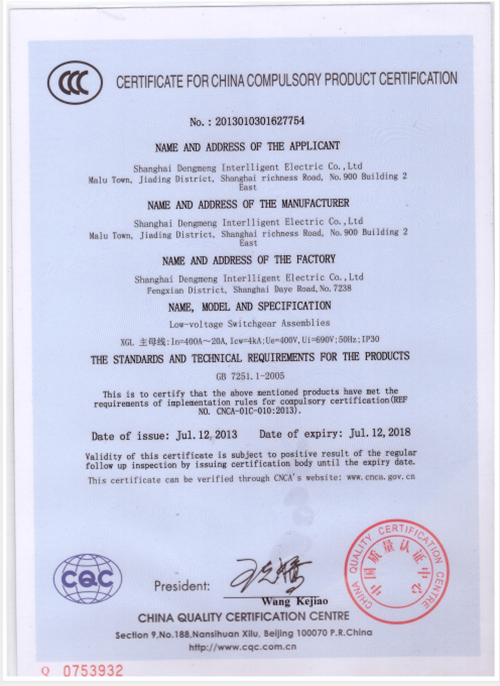 CCC
CERTIFICATE FOR CHINA COMPULSORY PRODUCT CERTIFICATION
No.: 2013010301627754
NAME AND ADDRESS OF THE APPLICANT
Shanghai Dengmeng Interlligent Electric Co.,Ltd
Malu Town, Jiading District, Shanghai richness Road, No.900 Building 2
East
NAME AND ADDRESS OF THE MANUFACTURER
Shanghai Dengmeng Interlligent Electric Co.,Ltd
Malu Town, Jiading District, Shanghai richness Road, No.900 Building 2
East
NAME AND ADDRESS OF THE FACTORY
Shanghai Dengmeng Interlligent Electric Co.,Ltd
Fengxian District, Shanghai Daye Road,No.7238
NAME, MODEL AND SPECIFICATION
Low-voltage Switchgear Assemblies
XGL 主母线:In=400A~20A,Icw=4kA;Ue=400V,Ui=690V;50Hz;IP30
THE STANDARDS AND TECHNICAL REQUIREMENTS FOR THE PRODUCTS
GB 7251.1-2005
This is to certify that the above mentioned products have met the
requirements of implementation rules for compulsory certification(REF
NO. CNCA-01C-010:2013).
Date of issue: Jul.12,2013 Date of expiry: Jul.12,2018
Validity of this certificate is subject to positive result of the regular
follow up inspection by issuing certification body until the expiry date.
This certificate can be verified through CNCA's website: www.cnca.gov.cn
CHINA QUALITY CERTIFICATION CENTRE
中国质量认证中心
CQC
President:
Wang Kejiao
CHINA QUALITY CERTIFICATION CENTRE
Section 9,No.188,Nansihuan Xilu, Beijing 100070 P.R.China
http://www.cqc.com.cn
Q 0753932